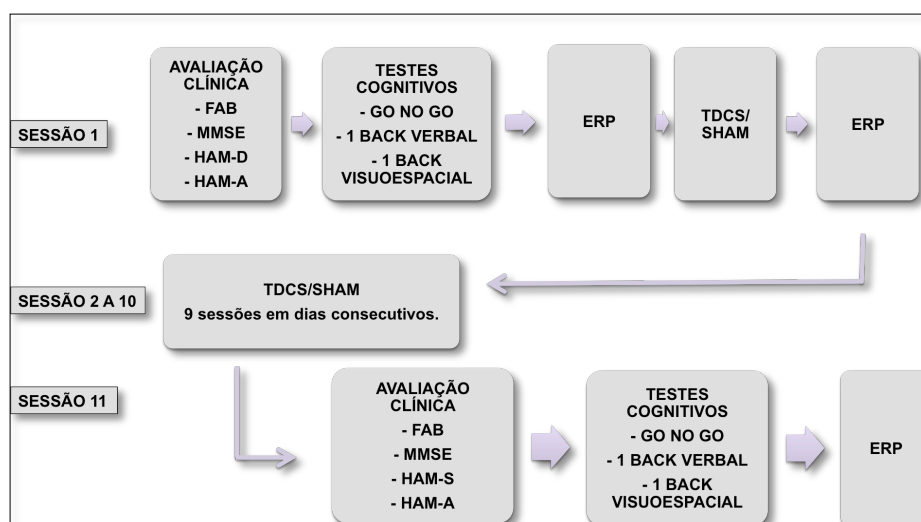 SESSÃO 1
AVALIAÇÃO
CLÍNICA
- FAB
- MMSE
- HAM-D
- HAM-A
TESTES
COGNITIVOS
- GO NO GO
- 1 BACK VERBAL
- 1 BACK
VISUOESPACIAL
ERP
TDCS/
SHAM
ERP
SESSÃO 2 A 10
TDCS/SHAM
9 sessões em dias consecutivos.
SESSÃO 11
AVALIAÇÃO
CLÍNICA
- FAB
- MMSE
- HAM-S
- HAM-A
TESTES
COGNITIVOS
- GO NO GO
- 1 BACK VERBAL
- 1 BACK
VISUOESPACIAL
ERP